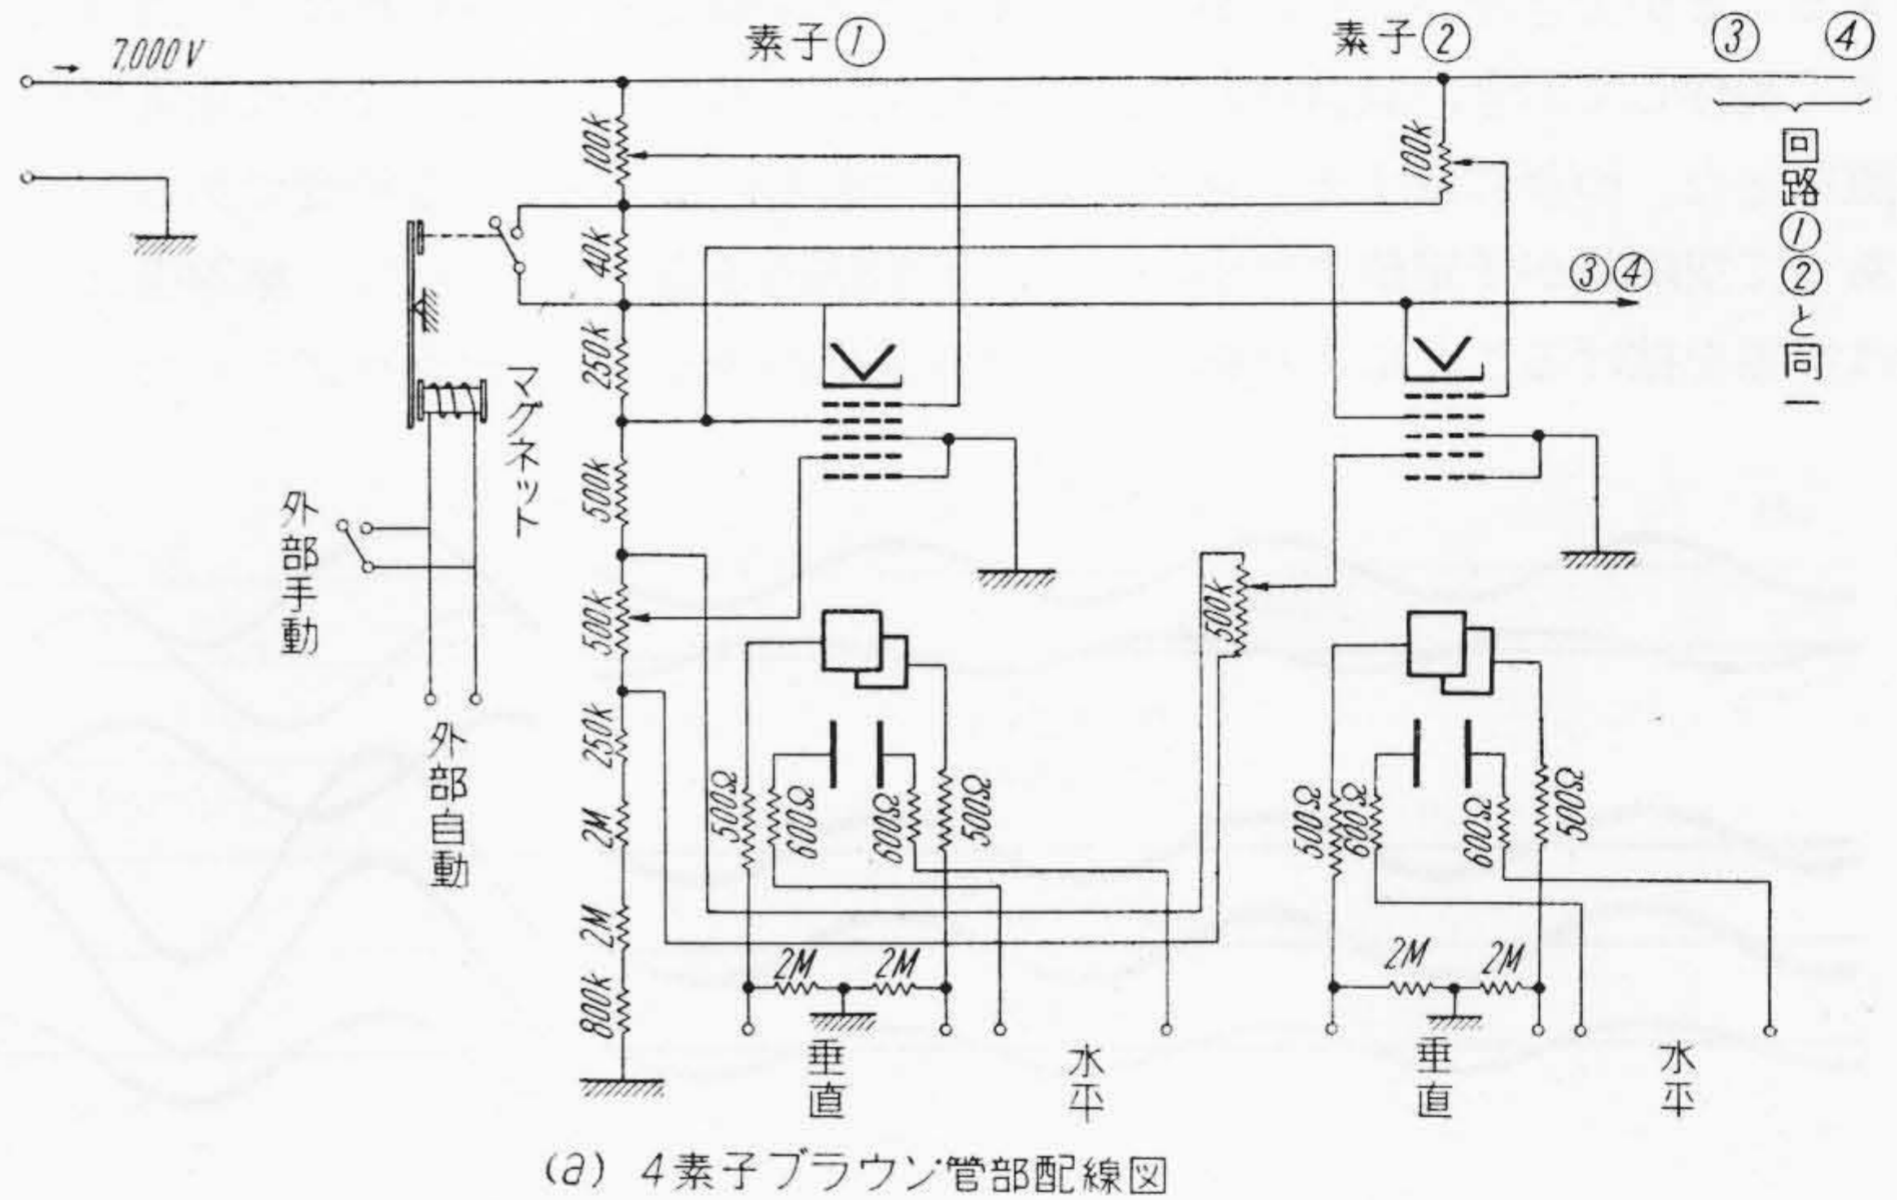 7,000V
素子①
素子②
③ ④
回路①②と同一
100k
100k
40k
③④
250k
マグネット
500k
外部手動
500k
500k
外部自動
250k
500Ω
600Ω
600Ω
500Ω
500Ω
600Ω
600Ω
500Ω
2M
2M
2M
2M
2M
2M
800k
垂直
水平
垂直
水平
(a) 4素子ブラウン管部配線図